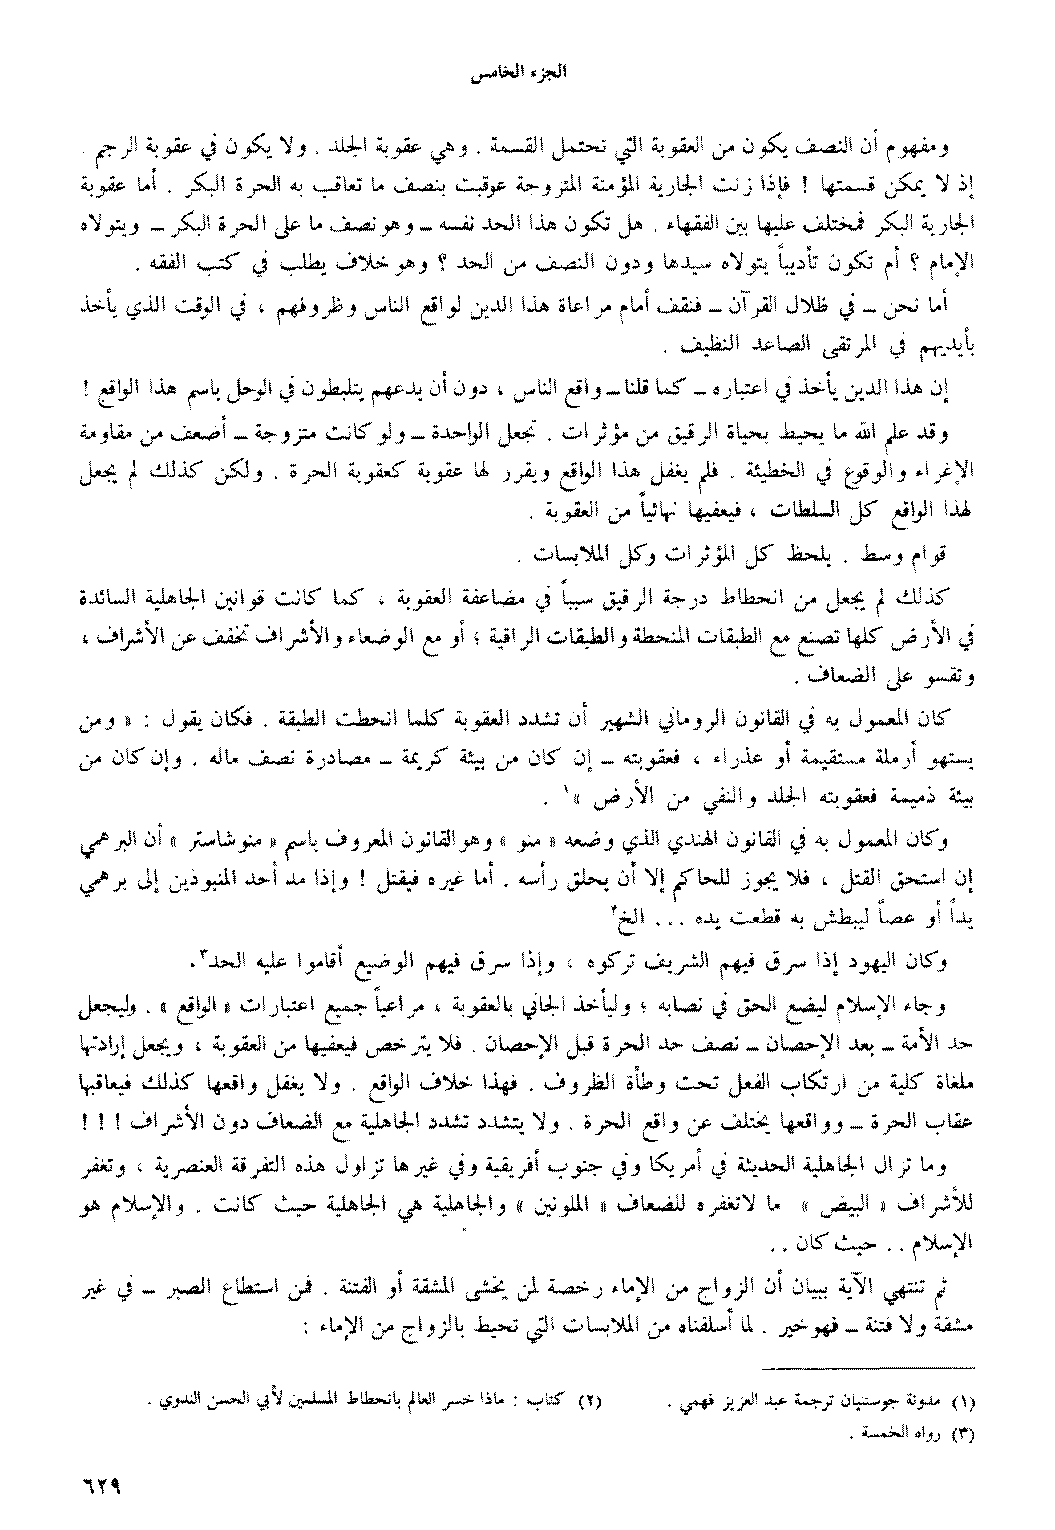 الجزء الخامس
ومفهوم أن النصف يكون من العقوبة التي تحتمل القسمة . وهي عقوبة الجلد . ولا يكون في عقوبة الرجم .
إذ لا يمكن قسمتها ! فإذا زنت الجارية المؤمنة المتزوجة عوقبت بنصف ما تعاقب به الحرة البكر . أما عقوبة
الجارية البكر فمختلف عليها بين الفقهاء . هل تكون هذا الحد نفسه – وهو نصف ما على الحرة البكر – ويتولاه
الإمام ؟ أم تكون تأديباً يتولاه سيدها ودون النصف من الحد ؟ وهو خلاف يطلب في كتب الفقه .
أما نحن – في ظلال القرآن – فنقف أمام مراعاة هذا الدين لواقع الناس وظروفهم ، في الوقت الذي يأخذ
بأيديهم في المرتقى الصاعد النظيف .
إن هذا الدين يأخذ في اعتباره – كما قلنا – واقع الناس ، دون أن يدعهم يتلبطون في الوحل باسم هذا الواقع !
وقد علم الله ما يحيط بحياة الرقيق من مؤثرات . تجعل الواحدة – ولو كانت متزوجة – أضعف من مقاومة
الإغراء والوقوع في الخطيئة . فلم يغفل هذا الواقع ويقرر لها عقوبة كعقوبة الحرة . ولكن كذلك لم يجعل
لهذا الواقع كل السلطات ، فيعفيها نهائياً من العقوبة .
قوام وسط . يلحظ كل المؤثرات وكل الملابسات .
كذلك لم يجعل من انحطاط درجة الرقيق سبباً في مضاعفة العقوبة ، كما كانت قوانين الجاهلية السائدة
في الأرض كلها تصنع مع الطبقات المنحطة والطبقات الراقية ؛ أو مع الوضعاء والأشراف تخفف عن الأشراف ،
وتقسو على الضعاف .
كان المعمول به في القانون الروماني الشهير أن تشدد العقوبة كلما انحطت الطبقة . فكان يقول : « ومن
يستهو أرملة مستقيمة أو عذراء ، فعقوبته – إن كان من بيئة كريمة – مصادرة نصف ماله . وإن كان من
بيئة ذميمة فعقوبته الجلد والنفي من الأرض »١ .
وكان المعمول به في القانون الهندي الذي وضعه « منو » وهو القانون المعروف باسم « منوشاستر » أن البرهمي
إن استحق القتل ، فلا يجوز للحاكم إلا أن يحلق رأسه . أما غيره فيقتل ! وإذا مد أحد المنبوذين إلى برهمي
يداً أو عصاً ليبطش به قطعت يده ... الخ٢
وكان اليهود إذا سرق فيهم الشريف تركوه ، وإذا سرق فيهم الوضيع أقاموا عليه الحد٣.
وجاء الإسلام ليضع الحق في نصابه ؛ وليأخذ الجاني بالعقوبة ، مراعياً جميع اعتبارات « الواقع » . وليجعل
حد الأمة – بعد الإحصان – نصف حد الحرة قبل الإحصان . فلا يترخص فيعفيها من العقوبة ، ويجعل إرادتها
ملغاة كلية من ارتكاب الفعل تحت وطأة الظروف . فهذا خلاف الواقع . ولا يغفل واقعها كذلك فيعاقبها
عقاب الحرة – وواقعها يختلف عن واقع الحرة . ولا يتشدد تشدد الجاهلية مع الضعاف دون الأشراف ! ! !
وما تزال الجاهلية الحديثة في أمريكا وفي جنوب أفريقية وفي غيرها تزاول هذه التفرقة العنصرية ، وتغفر
للأشراف « البيض » ما لاتغفره للضعاف « الملونين » والجاهلية هي الجاهلية حيث كانت . والإسلام هو
الإسلام .. حيث كان ..
ثم تنتهي الآية ببيان أن الزواج من الإماء رخصة لمن يخشى المشقة أو الفتنة . فمن استطاع الصبر – في غير
مشقة ولا فتنة – فهو خير . لما أسلفناه من الملابسات التي تحيط بالزواج من الإماء :
(١) مدونة جوستنيان ترجمة عبد العزيز فهمي . (٢) كتاب : ماذا خسر العالم بانحطاط المسلمين لأبي الحسن الندوي .
(٣) رواه الخمسة .
٦٢٩